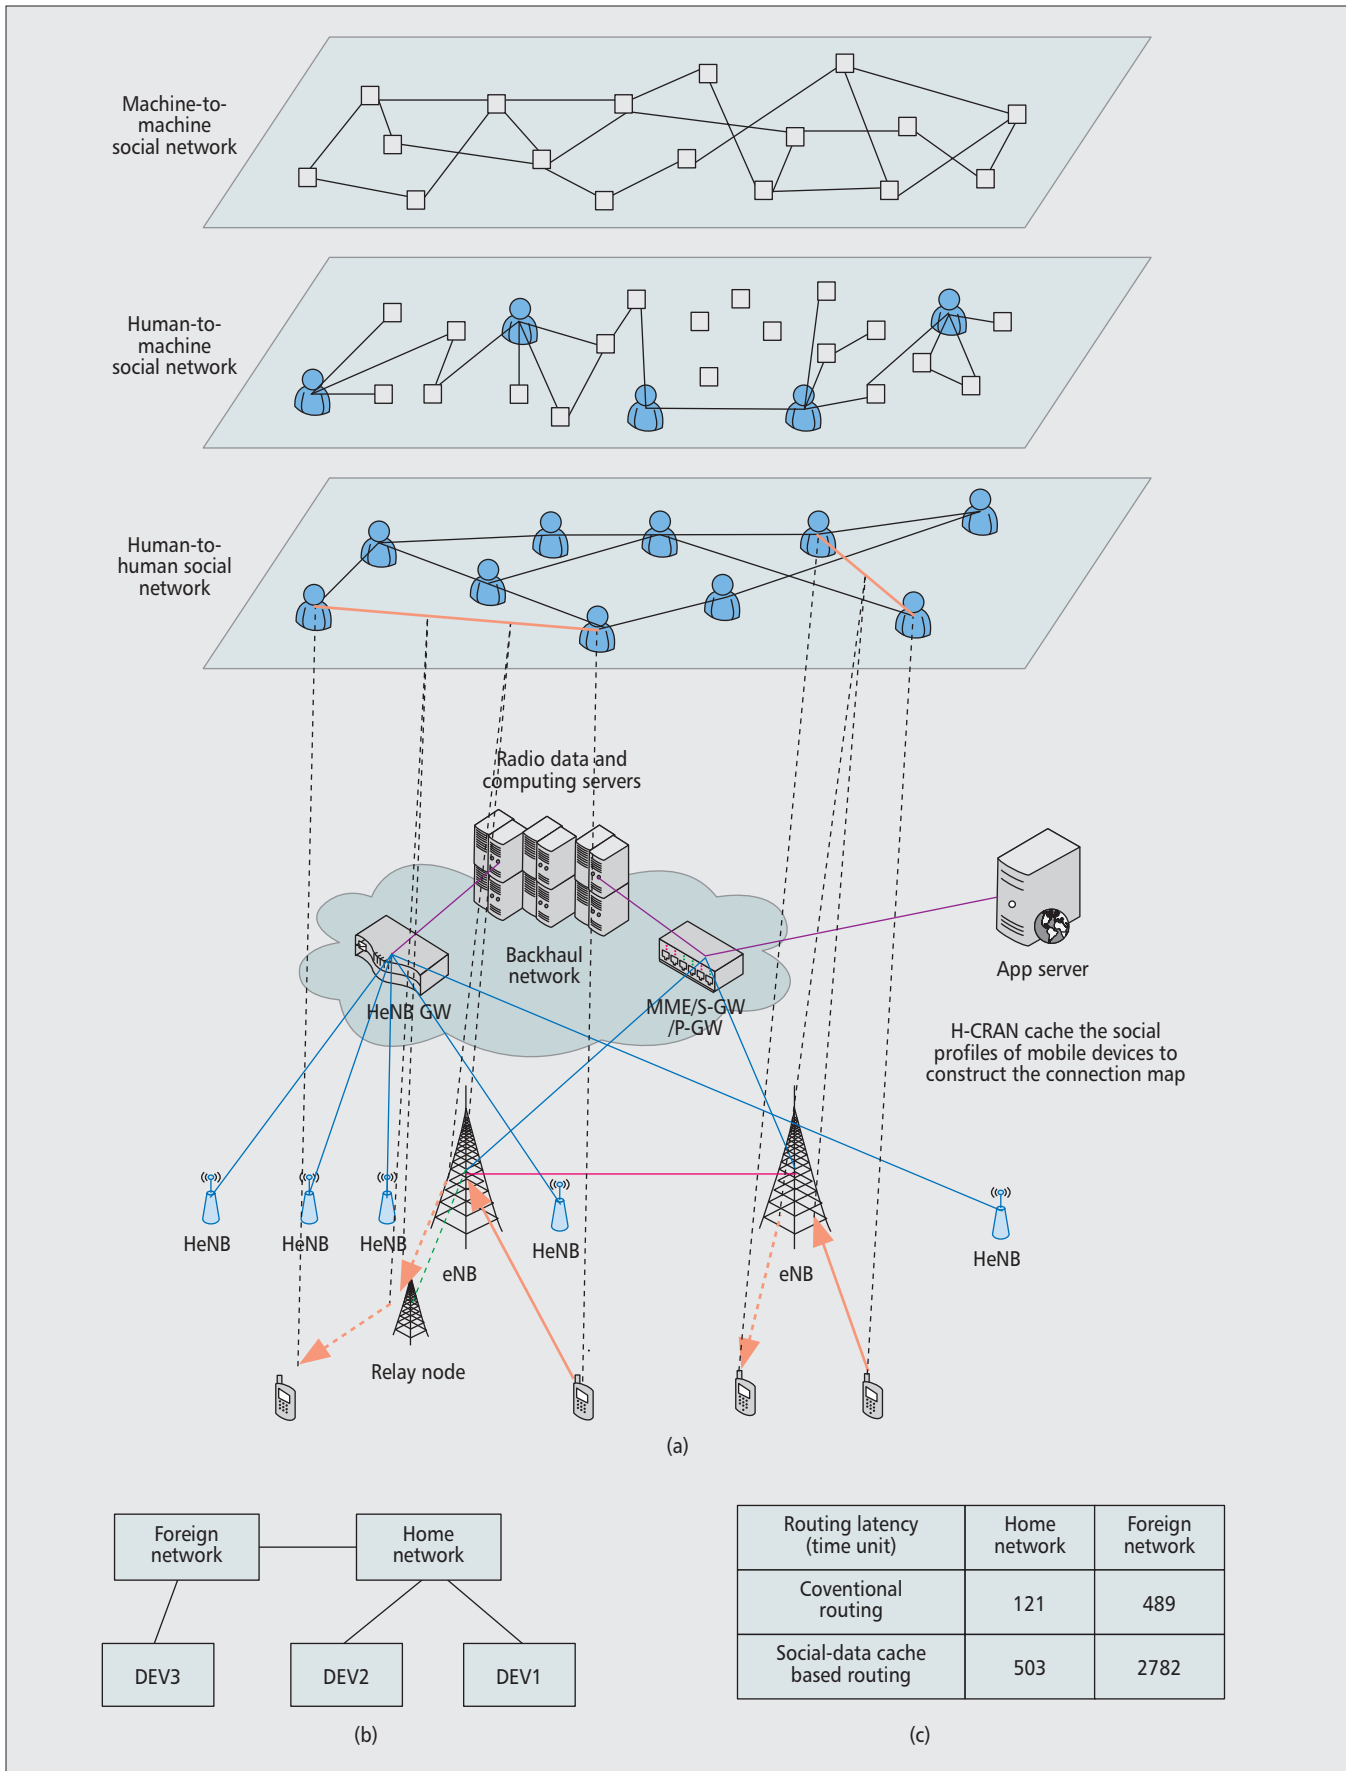 Machine-to-
machine
social network
Human-to-
machine
social network
Human-to-
human social
network
Radio data and
computing servers
Backhaul
network
HeNB GW
MME/S-GW
/P-GW
App server
H-CRAN cache the social
profiles of mobile devices to
construct the connection map
HeNB
HeNB
HeNB
HeNB
HeNB
eNB
eNB
Relay node
(a)
Foreign
network
Home
network
DEV3
DEV2
DEV1
(b)
Routing latency
(time unit)
Home
network
Foreign
network
Coventional
routing
121
489
Social-data cache
based routing
503
2782
(c)